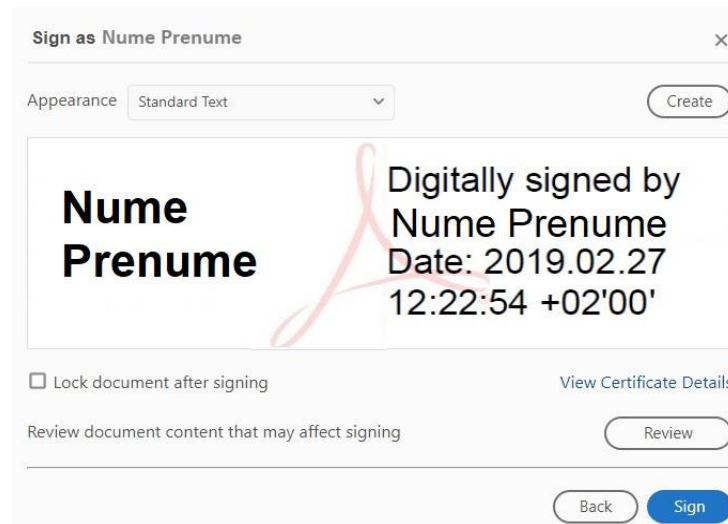 Sign as Nume Prenume
Appearance Standard Text Create
Nume
Prenume
Digitally signed by
Nume Prenume
Date: 2019.02.27
12:22:54 +02'00'
Lock document after signing
View Certificate Details
Review document content that may affect signing
Review
Back Sign